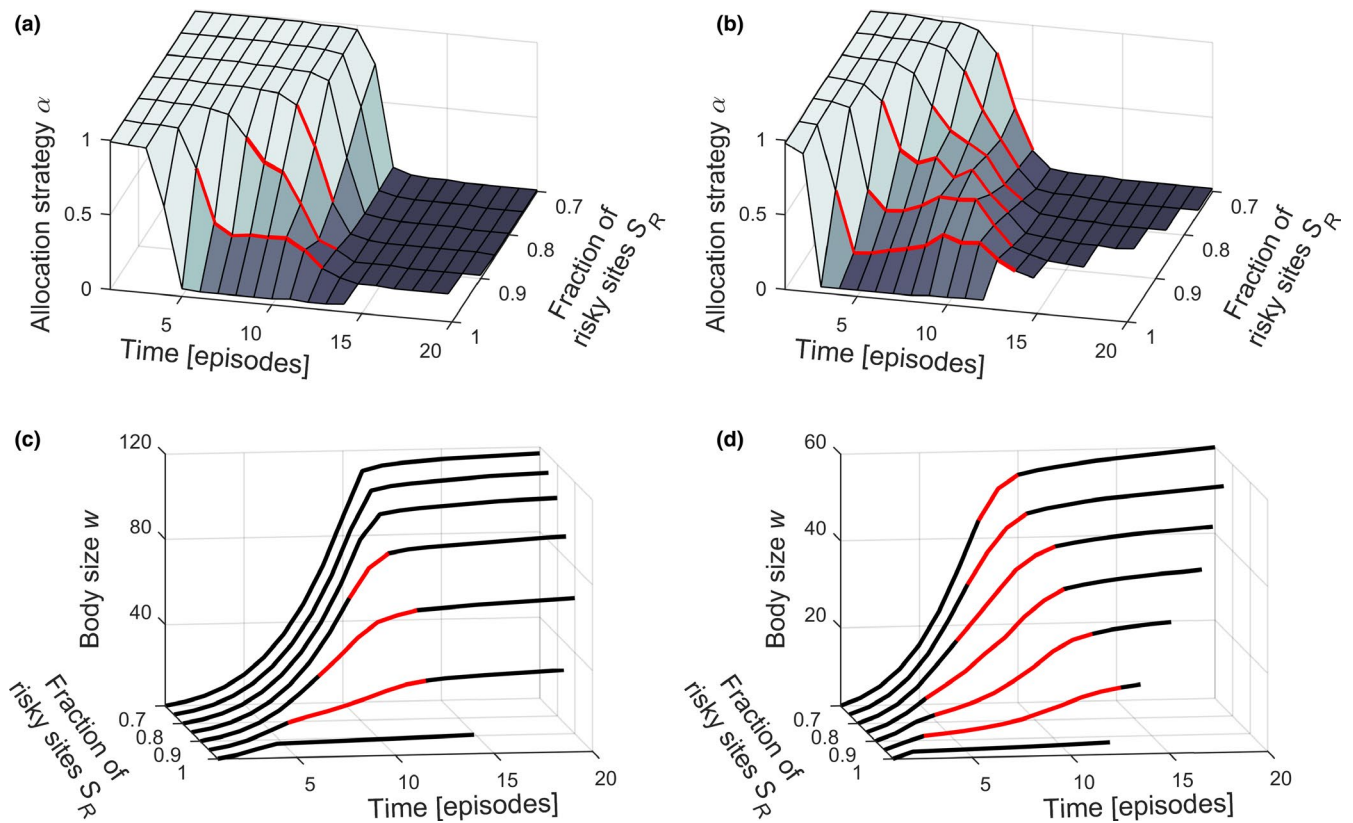 (a)
Allocation strategy α
1
0.5
0
5
10
15
20
Time [episodes]
0.7
0.8
0.9
1
Fraction of
risky sites S_R
(b)
Allocation strategy α
1
0.5
0
5
10
15
20
Time [episodes]
0.7
0.8
0.9
1
Fraction of
risky sites S_R
(c)
Body size w
120
80
40
0.7
0.8
0.9
1
Fraction of
risky sites S_R
5
10
15
20
Time [episodes]
(d)
Body size w
60
40
20
0.7
0.8
0.9
1
Fraction of
risky sites S_R
5
10
15
20
Time [episodes]